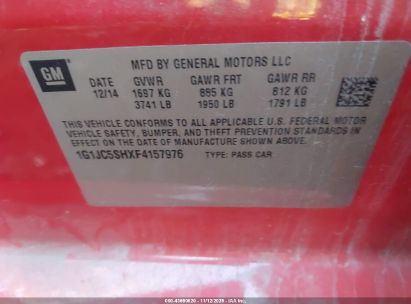 GM
MFD BY GENERAL MOTORS LLC
DATE GVWR GAWR FRT GAWR RR
12/14 1697 KG 885 KG 812 KG
3741 LB 1950 LB 1791 LB
THIS VEHICLE CONFORMS TO ALL APPLICABLE U.S. FEDERAL MOTOR
VEHICLE SAFETY, BUMPER, AND THEFT PREVENTION STANDARDS IN
EFFECT ON THE DATE OF MANUFACTURE SHOWN ABOVE.
1G1JC5SHXF4157976 TYPE: PASS CAR